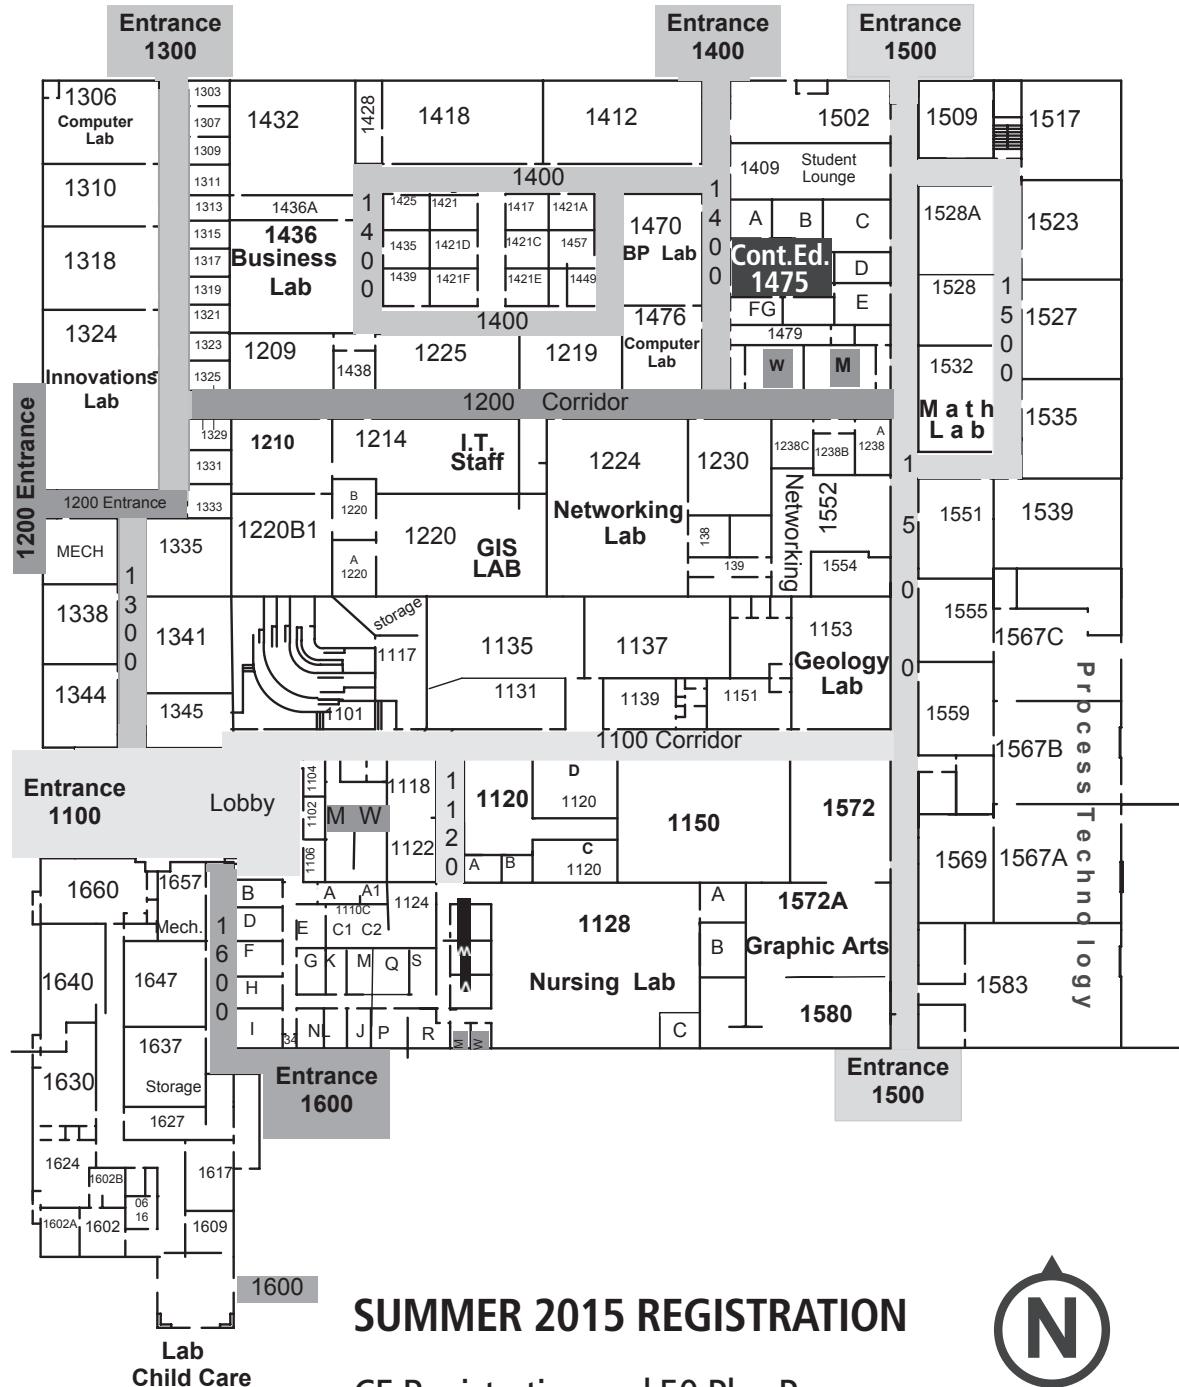 Entrance
1300
Entrance
1400
Entrance
1500
1306
Computer
Lab
1303
1307
1309
1311
1313
1315
1317
1319
1321
1323
1325
1432
1428
1418
1412
1502
1509
1517
1310
1318
1324
Innovations
Lab
1436A
1436
Business
Lab
1400
1400
1425
1421
1417
1421A
1435
1421D
1421C
1457
1439
1421F
1421E
1449
1400
1470
BP Lab
1476
Computer
Lab
1400
1409
Student
Lounge
A
B
C
Cont.Ed.
1475
D
E
FG
1479
W
M
1528A
1528
1532
Math
Lab
1500
1523
1527
1535
1209
1438
1225
1219
1200 Corridor
1200 Entrance
1200 Entrance
1329
1331
1333
1210
1214
I.T.
Staff
1224
Networking
Lab
1230
1238C
1238B
A
1238
Networking
1552
1554
138
139
1220B1
B
1220
A
1220
1220
GIS
LAB
1500
1551
1539
1555
1559
1567C
1567B
1567A
Process Technology
1569
1583
MECH
1335
1300
1338
1341
1344
1345
storage
1117
1101
1135
1131
1137
1139
1151
1153
Geology
Lab
1100 Corridor
Entrance
1100
Lobby
1104
1102
1106
M W
1118
1122
1120
1120
D
1120
C
1120
A
B
1150
1572
1660
1657
Mech.
1600
B
D
F
H
I
E
A
A1
1110C
C1 C2
1124
G
K
M
Q
S
34
NL
J
P
R
M
W
M
W
1128
Nursing Lab
A
B
C
1572A
Graphic Arts
1580
1640
1647
1637
Storage
1630
1627
1624
1602B
06
16
1617
1602A
1602
1609
Entrance
1600
Entrance
1500
1600
Lab
Child Care
SUMMER 2015 REGISTRATION
N